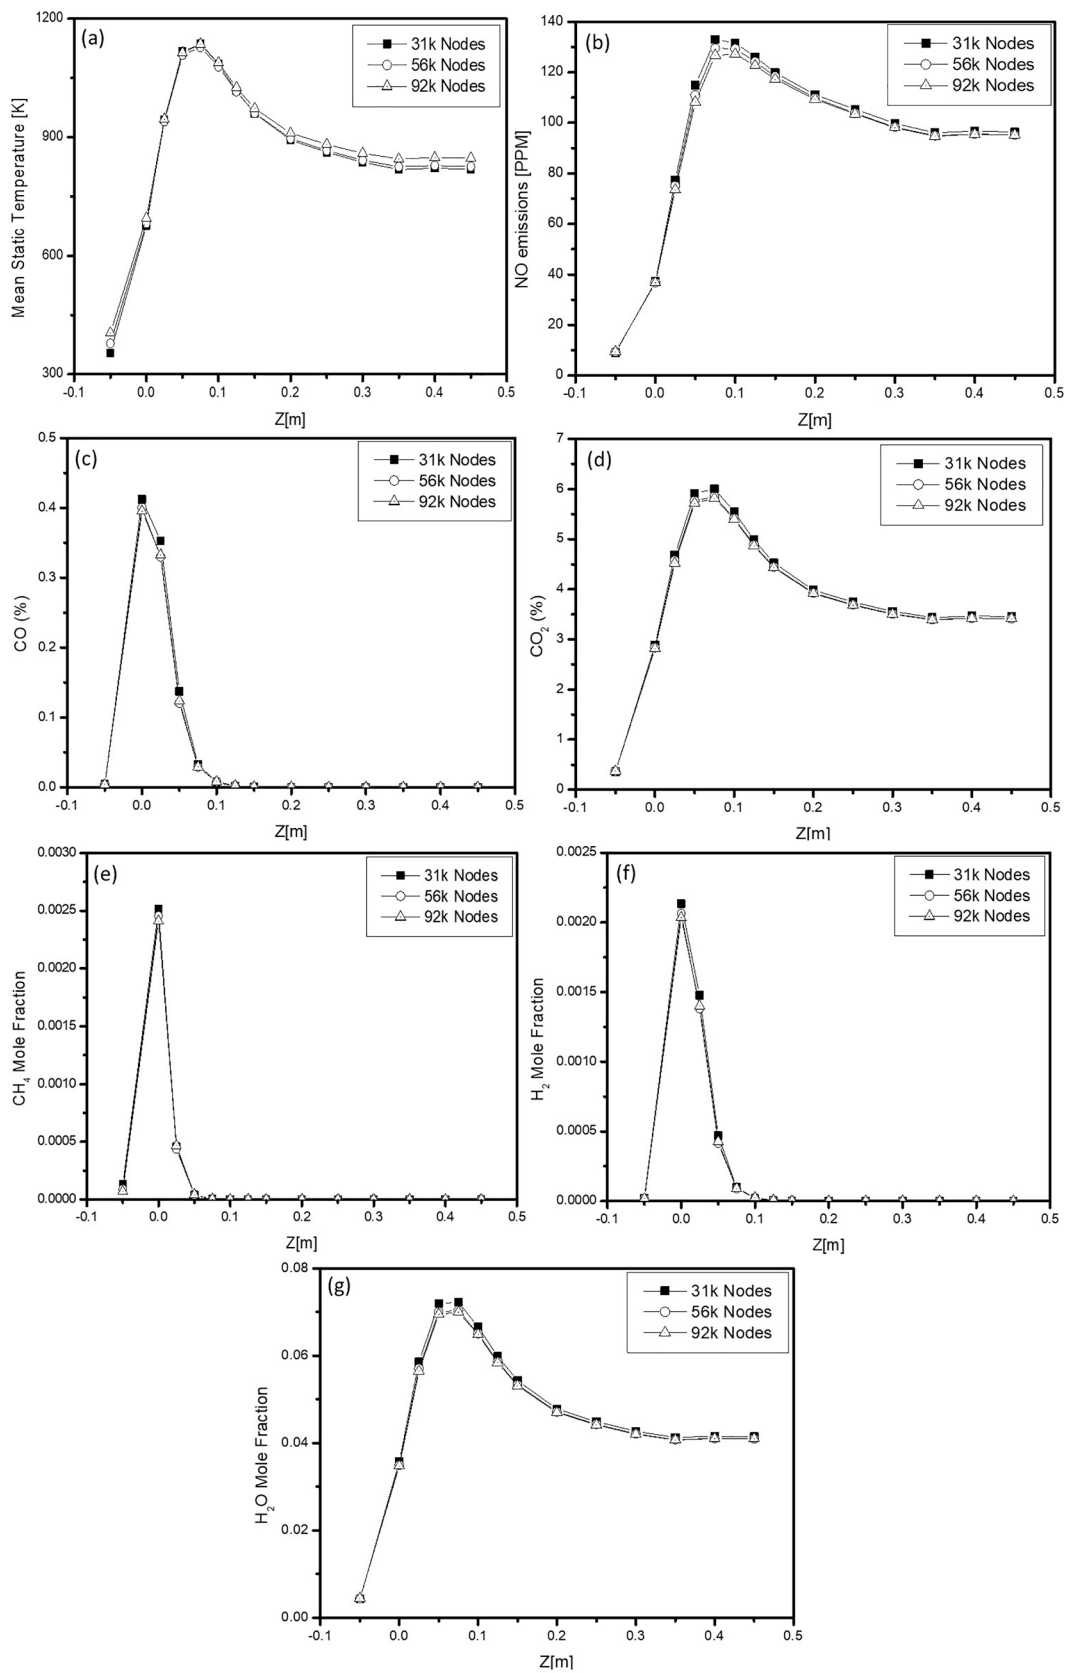 (a)
31k Nodes
56k Nodes
92k Nodes
1200
900
600
300
Mean Static Temperature [K]
-0.1 0.0 0.1 0.2 0.3 0.4 0.5
Z[m]
(b)
31k Nodes
56k Nodes
92k Nodes
140
120
100
80
60
40
20
0
NO emissions [PPM]
-0.1 0.0 0.1 0.2 0.3 0.4 0.5
Z[m]
(c)
31k Nodes
56k Nodes
92k Nodes
0.5
0.4
0.3
0.2
0.1
0.0
CO (%)
-0.1 0.0 0.1 0.2 0.3 0.4 0.5
Z[m]
(d)
31k Nodes
56k Nodes
92k Nodes
7
6
5
4
3
2
1
0
CO2 (%)
-0.1 0.0 0.1 0.2 0.3 0.4 0.5
Z[m]
(e)
31k Nodes
56k Nodes
92k Nodes
0.0030
0.0025
0.0020
0.0015
0.0010
0.0005
0.0000
CH4 Mole Fraction
-0.1 0.0 0.1 0.2 0.3 0.4 0.5
Z[m]
(f)
31k Nodes
56k Nodes
92k Nodes
0.0025
0.0020
0.0015
0.0010
0.0005
0.0000
H2 Mole Fraction
-0.1 0.0 0.1 0.2 0.3 0.4 0.5
Z[m]
(g)
31k Nodes
56k Nodes
92k Nodes
0.08
0.06
0.04
0.02
0.00
H2O Mole Fraction
-0.1 0.0 0.1 0.2 0.3 0.4 0.5
Z[m]